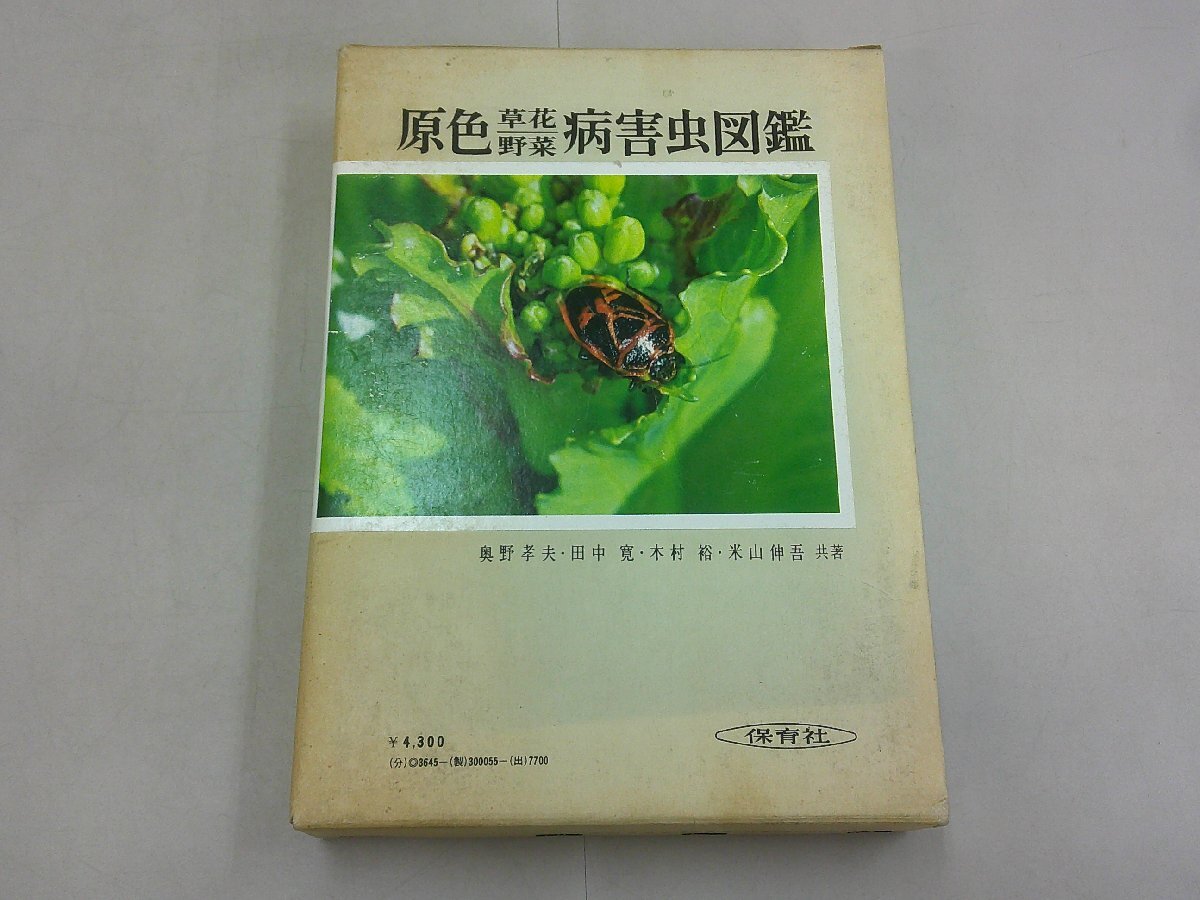 原色草花野菜病害虫図鑑
奥野孝夫・田中 寛・木村 裕・米山伸吾 共著
¥4,300
保育社
(分)◎3645−(製)300055−(出)7700